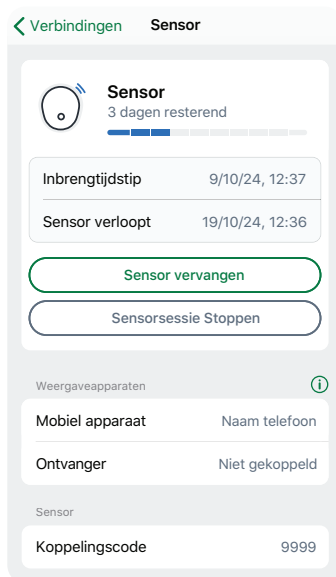 Verbindingen Sensor
Sensor
3 dagen resterend
Inbrengtijdstip 9/10/24, 12:37
Sensor verloopt 19/10/24, 12:36
Sensor vervangen
Sensorsessie Stoppen
Weergaveapparaten
Mobiel apparaat Naam telefoon
Ontvanger Niet gekoppeld
Sensor
Koppelingscode 9999